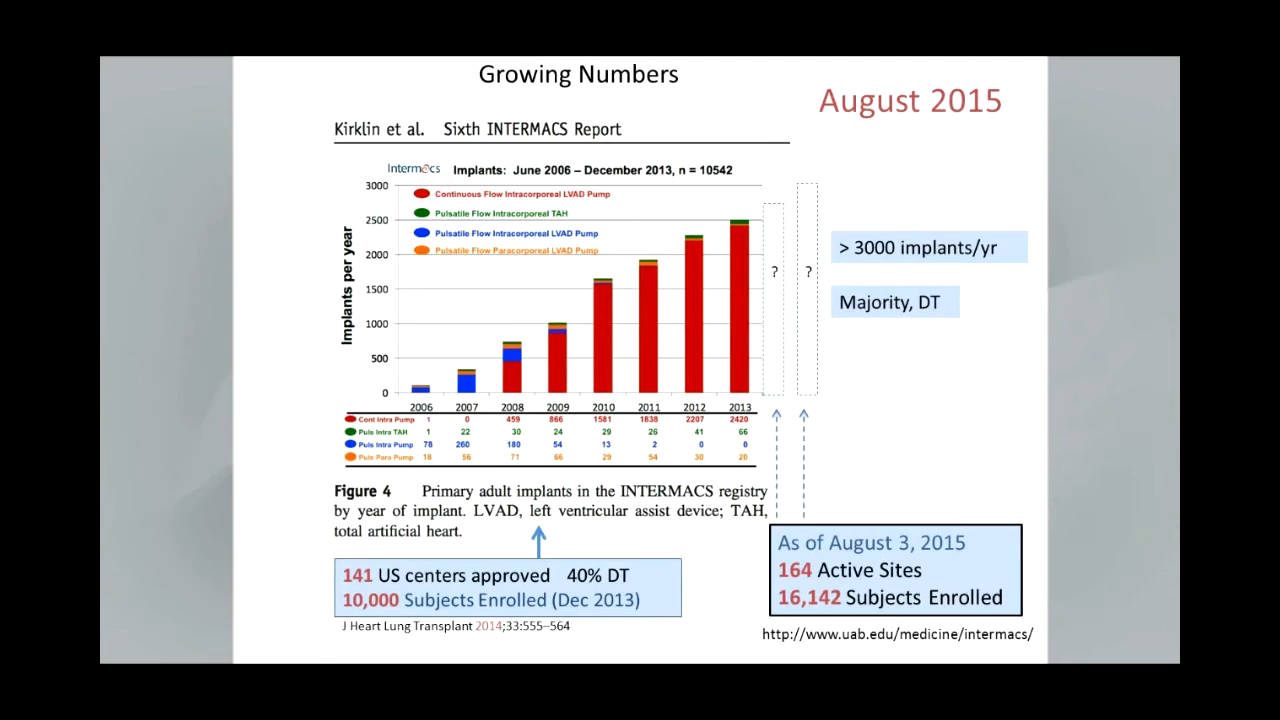 Growing Numbers
August 2015
Kirklin et al. Sixth INTERMACS Report
Intermacs Implants: June 2006 – December 2013, n = 10542
Implants per year
3000
2500
2000
1500
1000
500
0
Continuous Flow Intracorporeal LVAD Pump
Pulsatile Flow Intracorporeal TAH
Pulsatile Flow Intracorporeal LVAD Pump
Pulsatile Flow Paracorporeal LVAD Pump
? ?
> 3000 implants/yr
Majority, DT
2006 2007 2008 2009 2010 2011 2012 2013
Cont Intra Pump 1 0 459 866 1581 1838 2207 2420
Puls Intra TAH 1 22 30 24 29 26 41 66
Puls Intra Pump 78 260 180 54 13 2 0 0
Puls Para Pump 18 56 71 66 29 54 30 20
Figure 4 Primary adult implants in the INTERMACS registry
by year of implant. LVAD, left ventricular assist device; TAH,
total artificial heart.
141 US centers approved 40% DT
10,000 Subjects Enrolled (Dec 2013)
J Heart Lung Transplant 2014;33:555–564
As of August 3, 2015
164 Active Sites
16,142 Subjects Enrolled
http://www.uab.edu/medicine/intermacs/